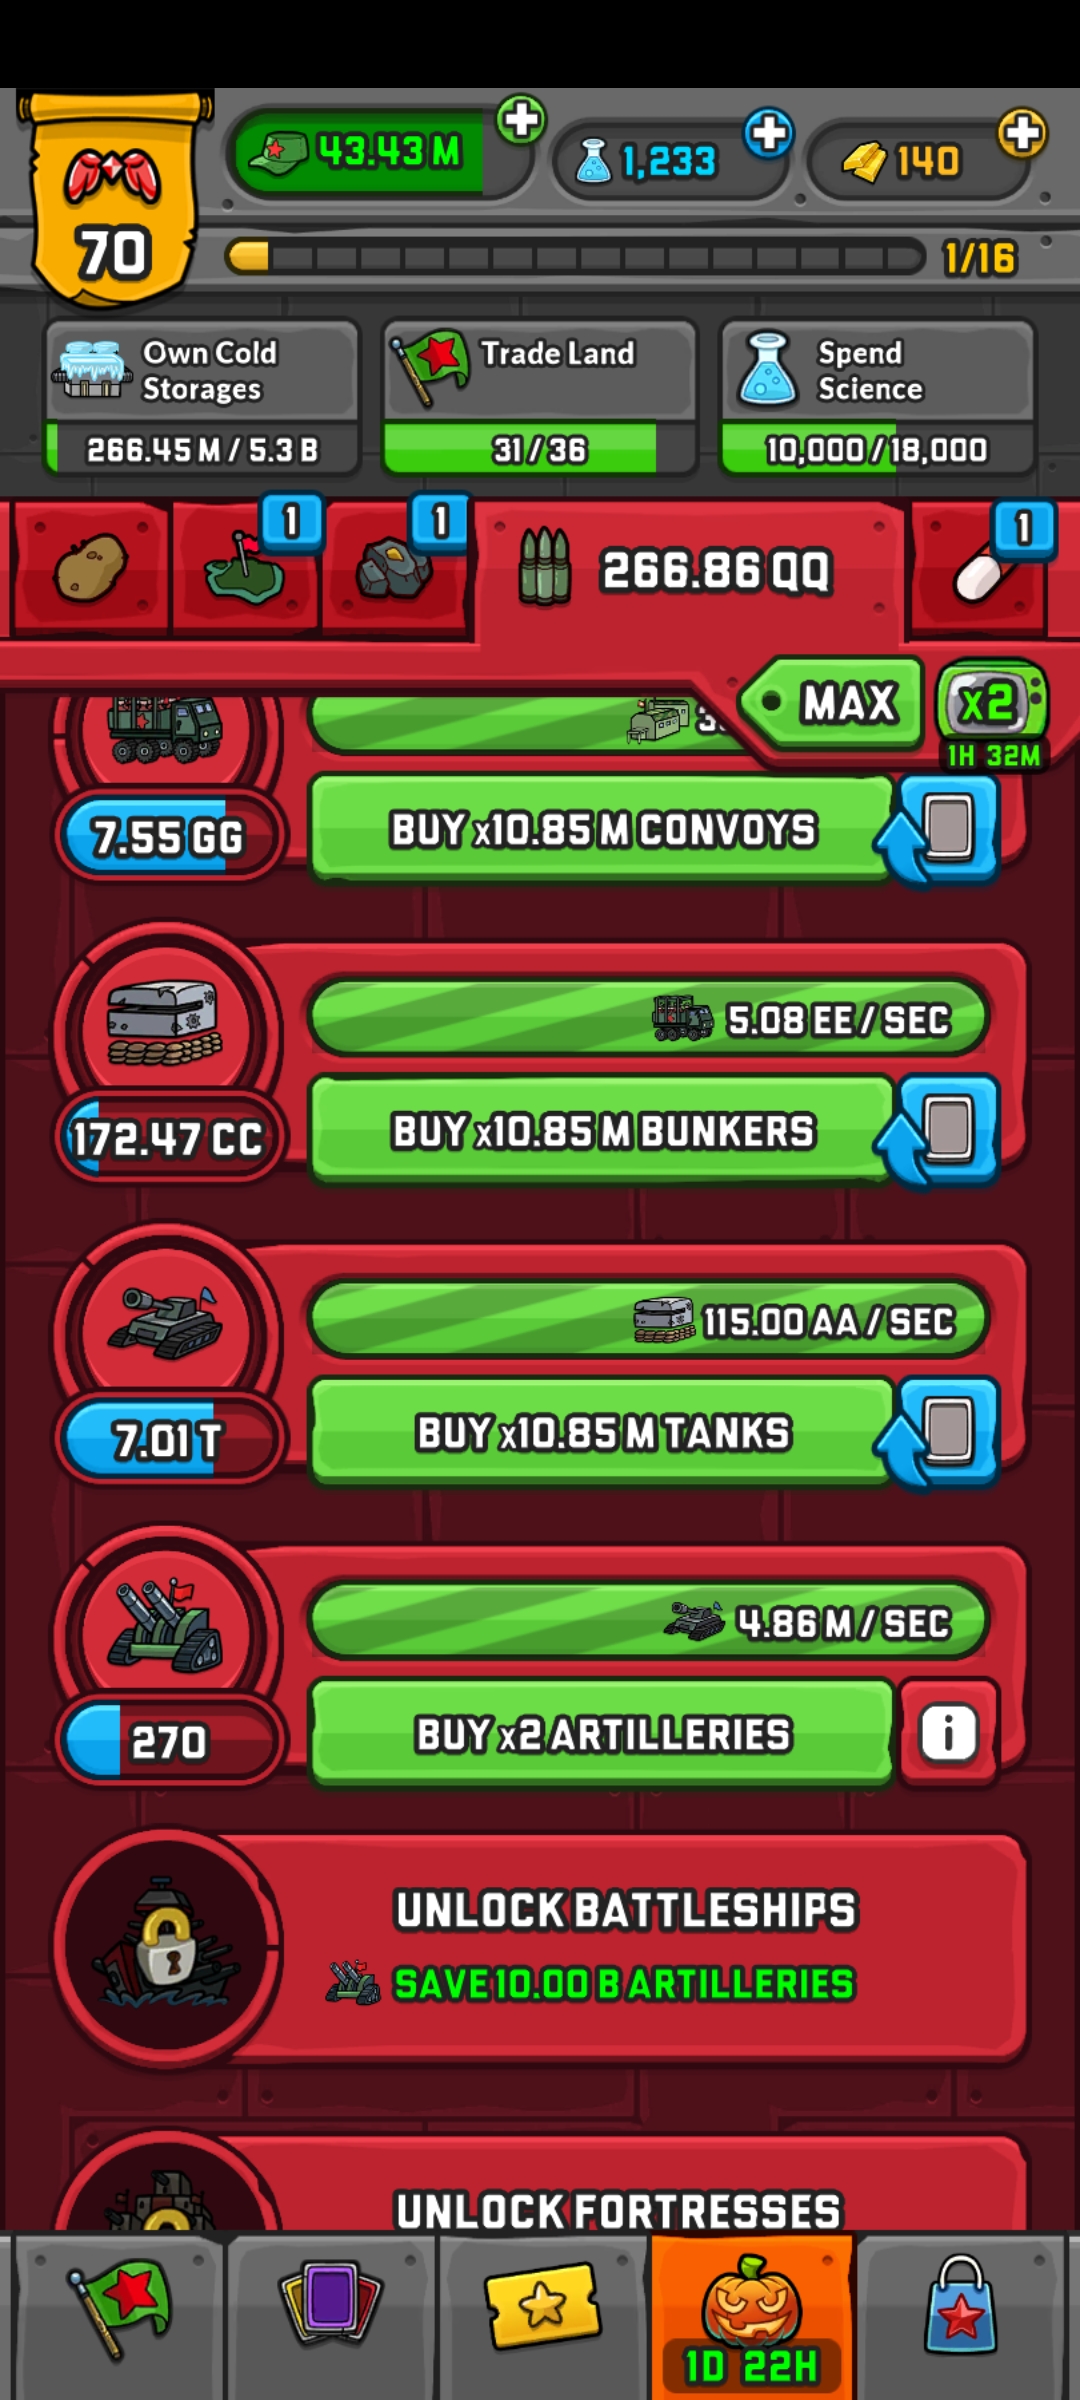 70
43.43 M
1,233
140
1/16
Own Cold
Storages
266.45 M / 5.3 B
Trade Land
31 / 36
Spend
Science
10,000 / 18,000
1
1
266.86 QQ
1
MAX
x2
1H 32M
7.55 GG
BUY x10.85 M CONVOYS
5.08 EE / SEC
172.47 CC
BUY x10.85 M BUNKERS
115.00 AA / SEC
7.01 T
BUY x10.85 M TANKS
4.86 M / SEC
270
BUY x2 ARTILLERIES
i
UNLOCK BATTLESHIPS
SAVE 10.00 B ARTILLERIES
UNLOCK FORTRESSES
1D 22H